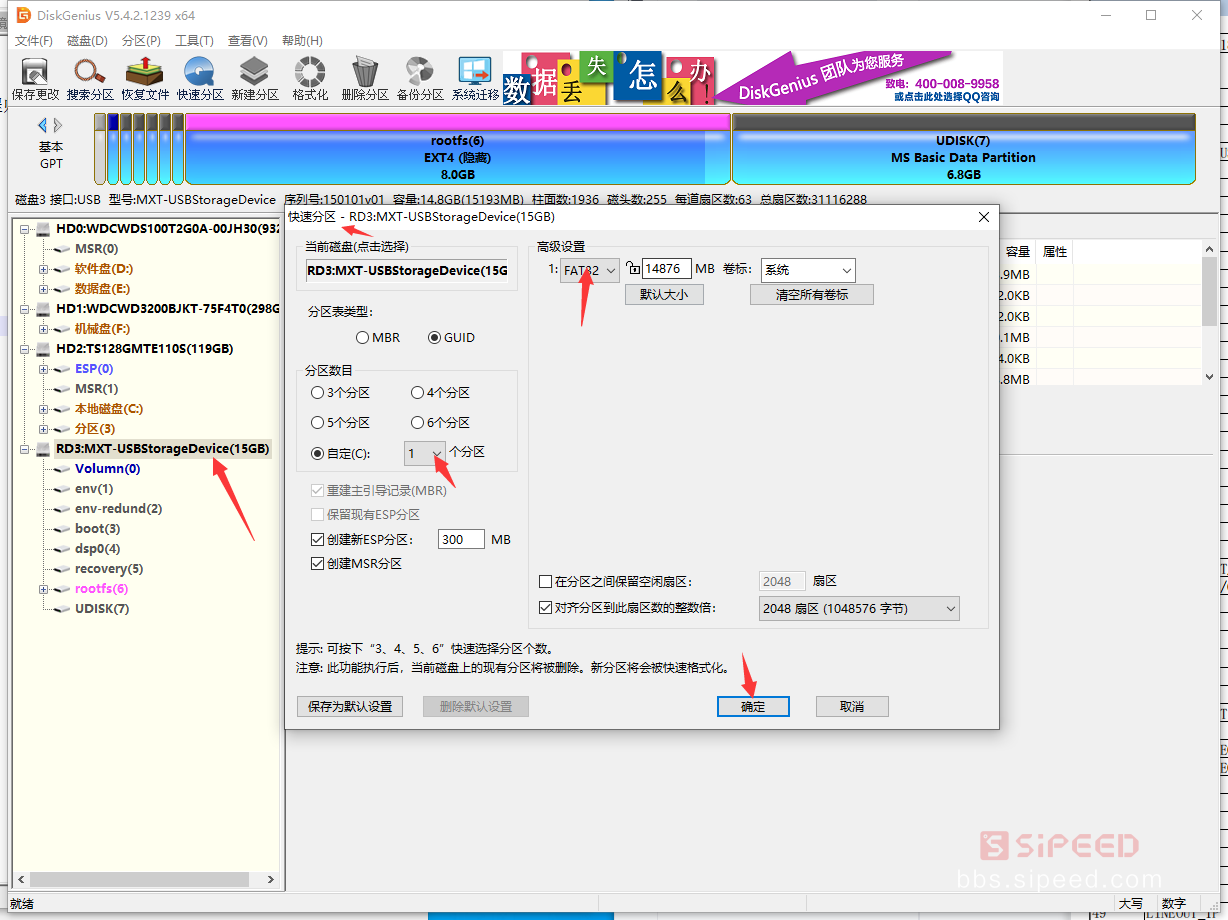 DiskGenius V5.4.2.1239 x64
文件(F) 磁盘(D) 分区(P) 工具(T) 查看(V) 帮助(H)
保存更改 搜索分区 恢复文件 快速分区 新建分区 格式化 删除分区 备份分区 系统迁移
数据丢失怎么办!
DiskGenius 团队为您服务
致电: 400-008-9958
或点击此处选择QQ咨询
基本
GPT
rootfs(6)
EXT4 (隐藏)
8.0GB
UDISK(7)
MS Basic Data Partition
6.8GB
磁盘3 接口:USB 型号:MXT-USBStorageDevice 序列号:150101v01 容量:14.8GB(15193MB) 柱面数:1936 磁头数:255 每道扇区数:63 总扇区数:31116288
HD0:WDCWDS100T2G0A-00JH30(932
MSR(0)
软件盘(D:)
数据盘(E:)
HD1:WDCWD3200BJKT-75F4T0(298G
机械盘(F:)
HD2:TS128GMTE110S(119GB)
ESP(0)
MSR(1)
本地磁盘(C:)
分区(3)
RD3:MXT-USBStorageDevice(15GB)
Volumn(0)
env(1)
env-redund(2)
boot(3)
dsp0(4)
recovery(5)
rootfs(6)
UDISK(7)
快速分区 - RD3:MXT-USBStorageDevice(15GB)
当前磁盘(点击选择)
RD3:MXT-USBStorageDevice(15G
分区表类型:
MBR GUID
分区数目
3个分区 4个分区
5个分区 6个分区
自定(C): 1 个分区
重建主引导记录(MBR)
保留现有ESP分区
创建新ESP分区: 300 MB
创建MSR分区
高级设置
1: FAT32 14876 MB 卷标: 系统
默认大小 清空所有卷标
在分区之间保留空闲扇区: 2048 扇区
对齐分区到此扇区数的整数倍: 2048 扇区 (1048576 字节)
提示: 可按下“3、4、5、6”快速选择分区个数。
注意: 此功能执行后，当前磁盘上的现有分区将被删除。新分区将会被快速格式化。
保存为默认设置 删除默认设置 确定 取消
容量 属性
.9MB
2.0KB
2.0KB
.1MB
4.0KB
.8MB
SiPEED
bbs.sipeed.com
就绪 大写 数字